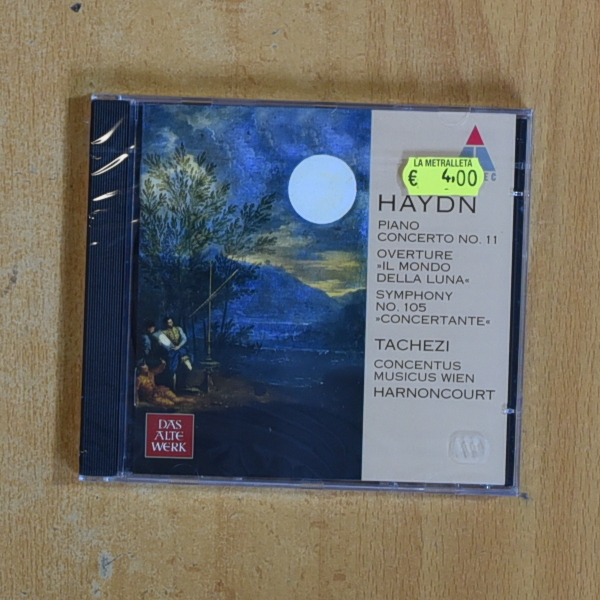 LA METRALLETA
€ 4,00
EC
HAYDN
PIANO
CONCERTO NO. 11
OVERTURE
»IL MONDO
DELLA LUNA«
SYMPHONY
NO. 105
»CONCERTANTE«
TACHEZI
CONCENTUS
MUSICUS WIEN
HARNONCOURT
DAS
ALTE
WERK